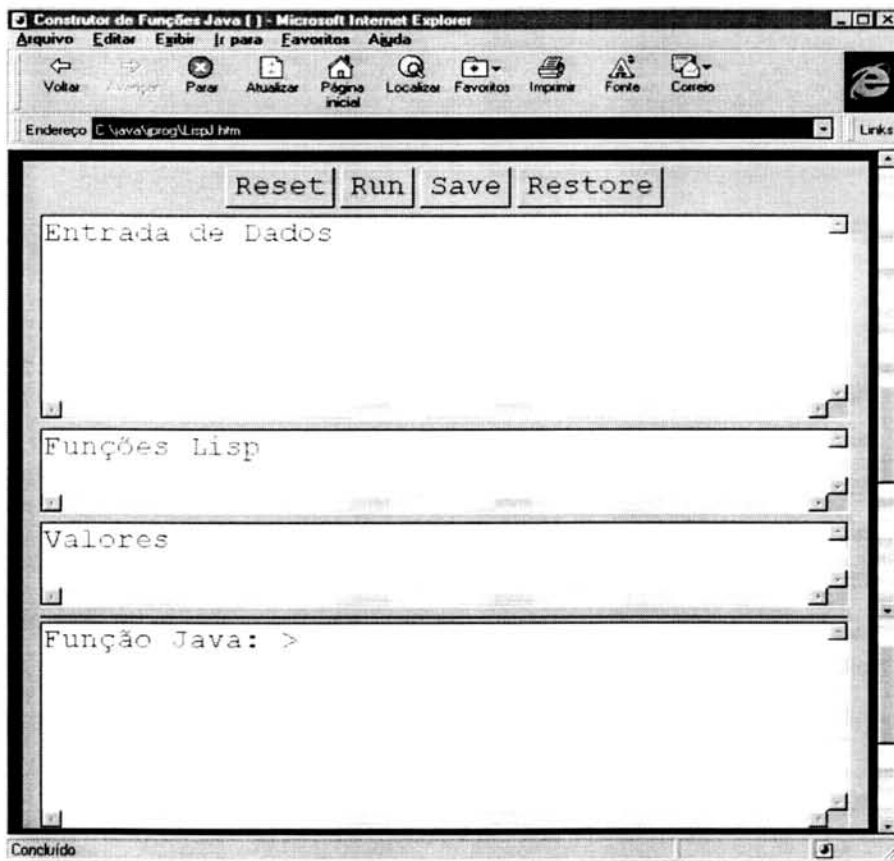 Construtor de Funções Java ( ) - Microsoft Internet Explorer
Arquivo Editar Exibir Ir para Favoritos Ajuda
Voltar Avançar Parar Atualizar Página inicial Localizar Favoritos Imprimir Fonte Correio
Endereço C:\java\jprog\LispJ.htm Links
Reset Run Save Restore
Entrada de Dados
Funções Lisp
Valores
Função Java: >
Concluído